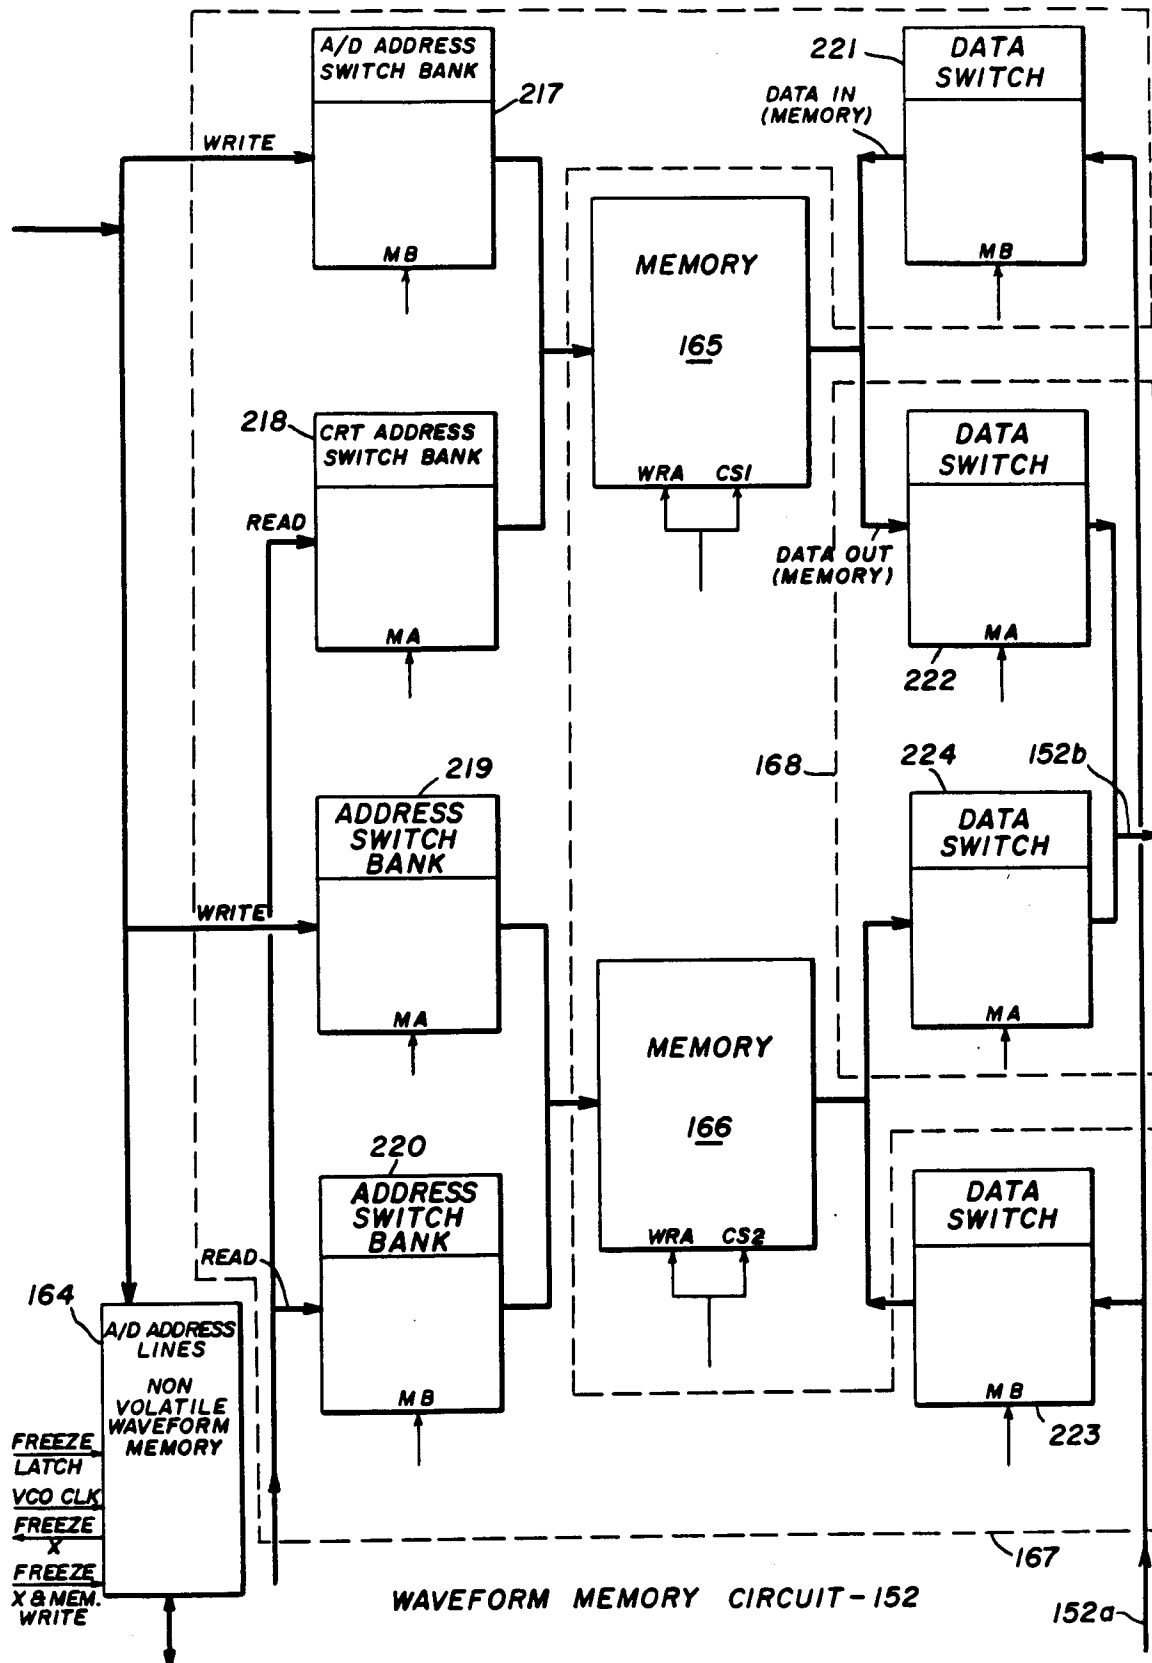 A/D ADDRESS
SWITCH BANK
217
WRITE
MB
221
DATA
SWITCH
DATA IN
(MEMORY)
MB
MEMORY
165
WRA CS1
218
CRT ADDRESS
SWITCH BANK
READ
MA
DATA
SWITCH
DATA OUT
(MEMORY)
MA
222
168
219
ADDRESS
SWITCH
BANK
WRITE
MA
224
152b
DATA
SWITCH
MA
MEMORY
166
WRA CS2
220
ADDRESS
SWITCH
BANK
READ
MB
DATA
SWITCH
MB
223
164
A/D ADDRESS
LINES
NON
VOLATILE
WAVEFORM
MEMORY
FREEZE
LATCH
VCO CLK
FREEZE
X
FREEZE
X & MEM.
WRITE
167
WAVEFORM MEMORY CIRCUIT-152
152a